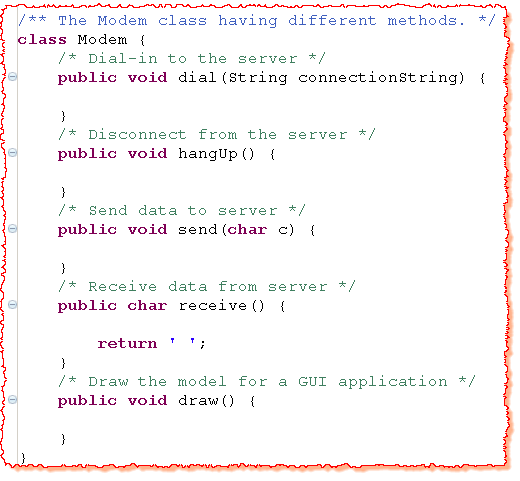 /** The Modem class having different methods. */
class Modem {
/* Dial-in to the server */
public void dial(String connectionString) {
}
/* Disconnect from the server */
public void hangUp() {
}
/* Send data to server */
public void send(char c) {
}
/* Receive data from server */
public char receive() {
return ' ';
}
/* Draw the model for a GUI application */
public void draw() {
}
}